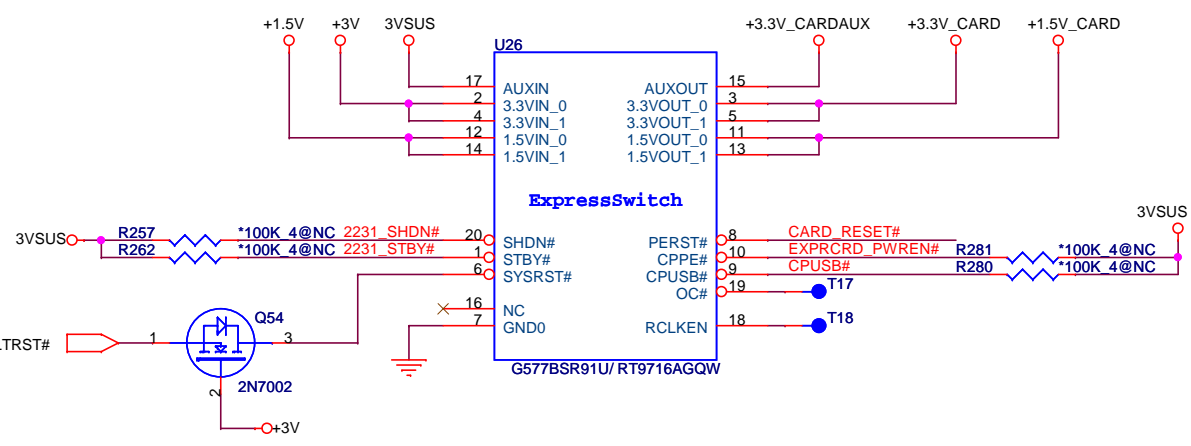 +1.5V +3V 3VSUS +3.3V_CARDAUX +3.3V_CARD +1.5V_CARD
U26
17 AUXIN AUXOUT 15
2 3.3VIN_0 3.3VOUT_0 3
4 3.3VIN_1 3.3VOUT_1 5
12 1.5VIN_0 1.5VOUT_0 11
14 1.5VIN_1 1.5VOUT_1 13
ExpressSwitch
3VSUS
3VSUS R257 *100K_4@NC 2231_SHDN# 20 SHDN# PERST# 8 CARD_RESET#
R262 *100K_4@NC 2231_STBY# 1 STBY# CPPE# 10 EXPRCRD_PWREN# R281 *100K_4@NC
6 SYSRST# CPUSB# 9 CPUSB# R280 *100K_4@NC
OC# 19 T17
16 NC
7 GND0 RCLKEN 18 T18
Q54
LTRST# 1 3
G577BSR91U/ RT9716AGQW
2N7002
2
+3V